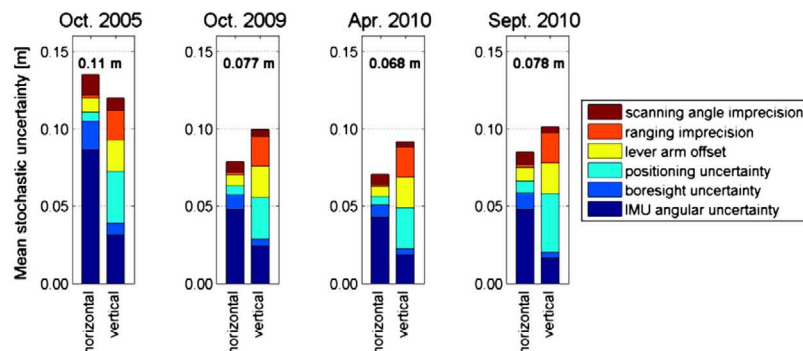 Oct. 2005
Oct. 2009
Apr. 2010
Sept. 2010
Mean stochastic uncertainty [m]
0.15
0.10
0.05
0.00
0.11 m
horizontal
vertical
0.15
0.10
0.05
0.00
0.077 m
horizontal
vertical
0.15
0.10
0.05
0.00
0.068 m
horizontal
vertical
0.15
0.10
0.05
0.00
0.078 m
horizontal
vertical
scanning angle imprecision
ranging imprecision
lever arm offset
positioning uncertainty
boresight uncertainty
IMU angular uncertainty